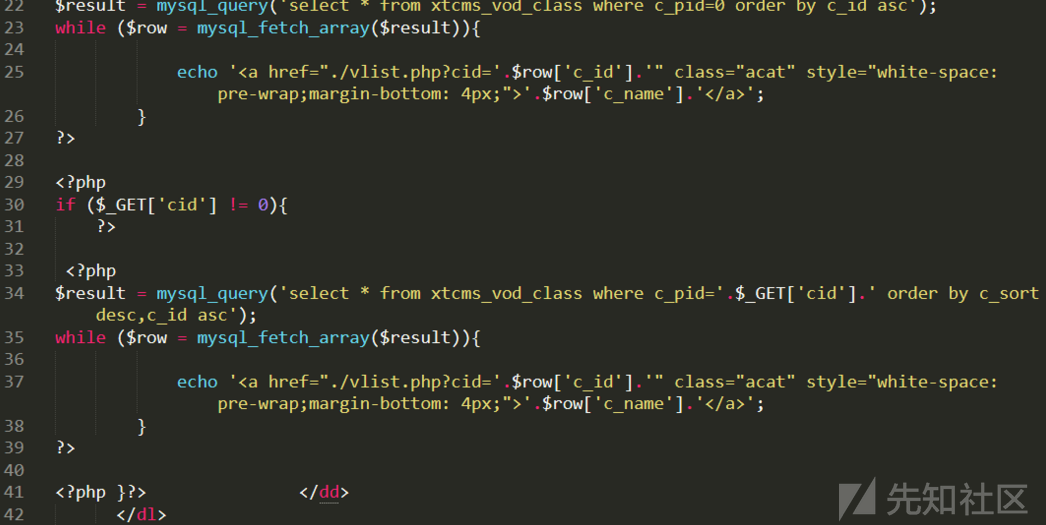 22 $result = mysql_query('select * from xtcms_vod_class where c_pid=0 order by c_id asc');
23 while ($row = mysql_fetch_array($result)){
24
25 echo '<a href="./vlist.php?cid='.$row['c_id'].'" class="acat" style="white-space:
pre-wrap;margin-bottom: 4px;">'.$row['c_name'].'</a>';
26 }
27 ?>
28
29 <?php
30 if ($_GET['cid'] != 0){
31 ?>
32
33 <?php
34 $result = mysql_query('select * from xtcms_vod_class where c_pid='.$_GET['cid'].' order by c_sort
desc,c_id asc');
35 while ($row = mysql_fetch_array($result)){
36
37 echo '<a href="./vlist.php?cid='.$row['c_id'].'" class="acat" style="white-space:
pre-wrap;margin-bottom: 4px;">'.$row['c_name'].'</a>';
38 }
39 ?>
40
41 <?php }?> </dd>
42 </dl>
先知社区